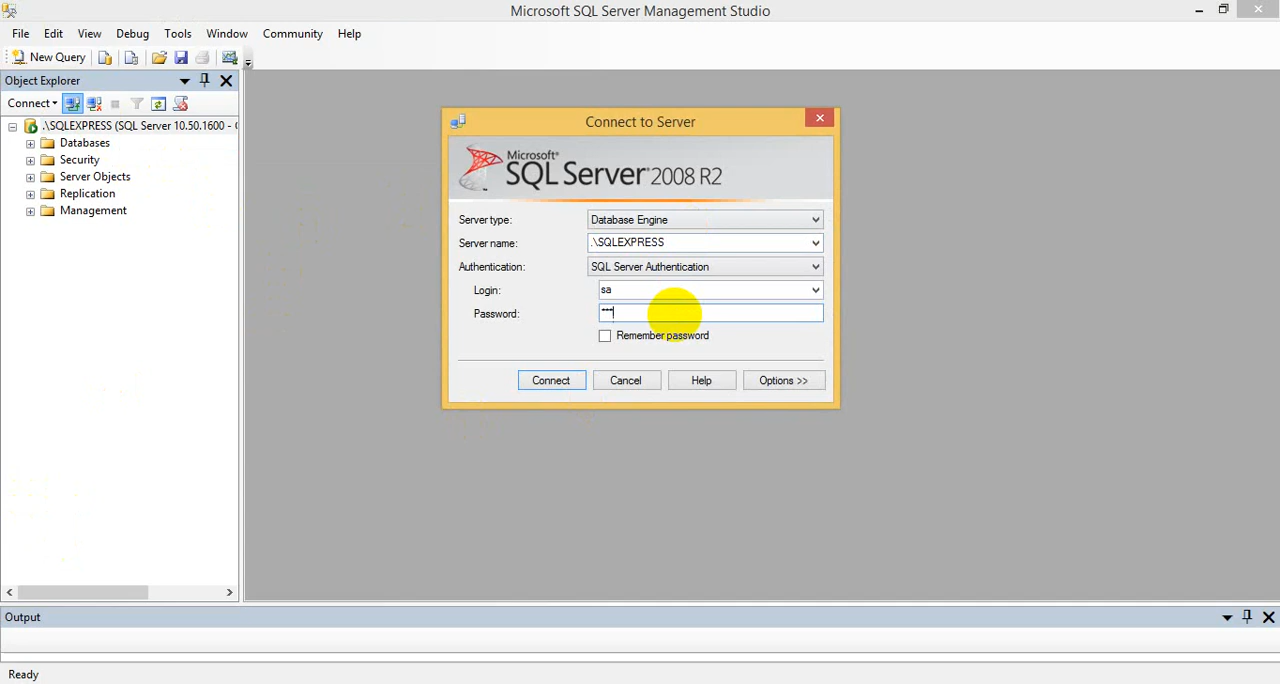 Microsoft SQL Server Management Studio
File Edit View Debug Tools Window Community Help
New Query
Object Explorer
Connect
.\SQLEXPRESS (SQL Server 10.50.1600 -
Databases
Security
Server Objects
Replication
Management
Connect to Server
Microsoft®
SQL Server® 2008 R2
Server type: Database Engine
Server name: .\SQLEXPRESS
Authentication: SQL Server Authentication
Login: sa
Password: ***
Remember password
Connect Cancel Help Options >>
Output
Ready